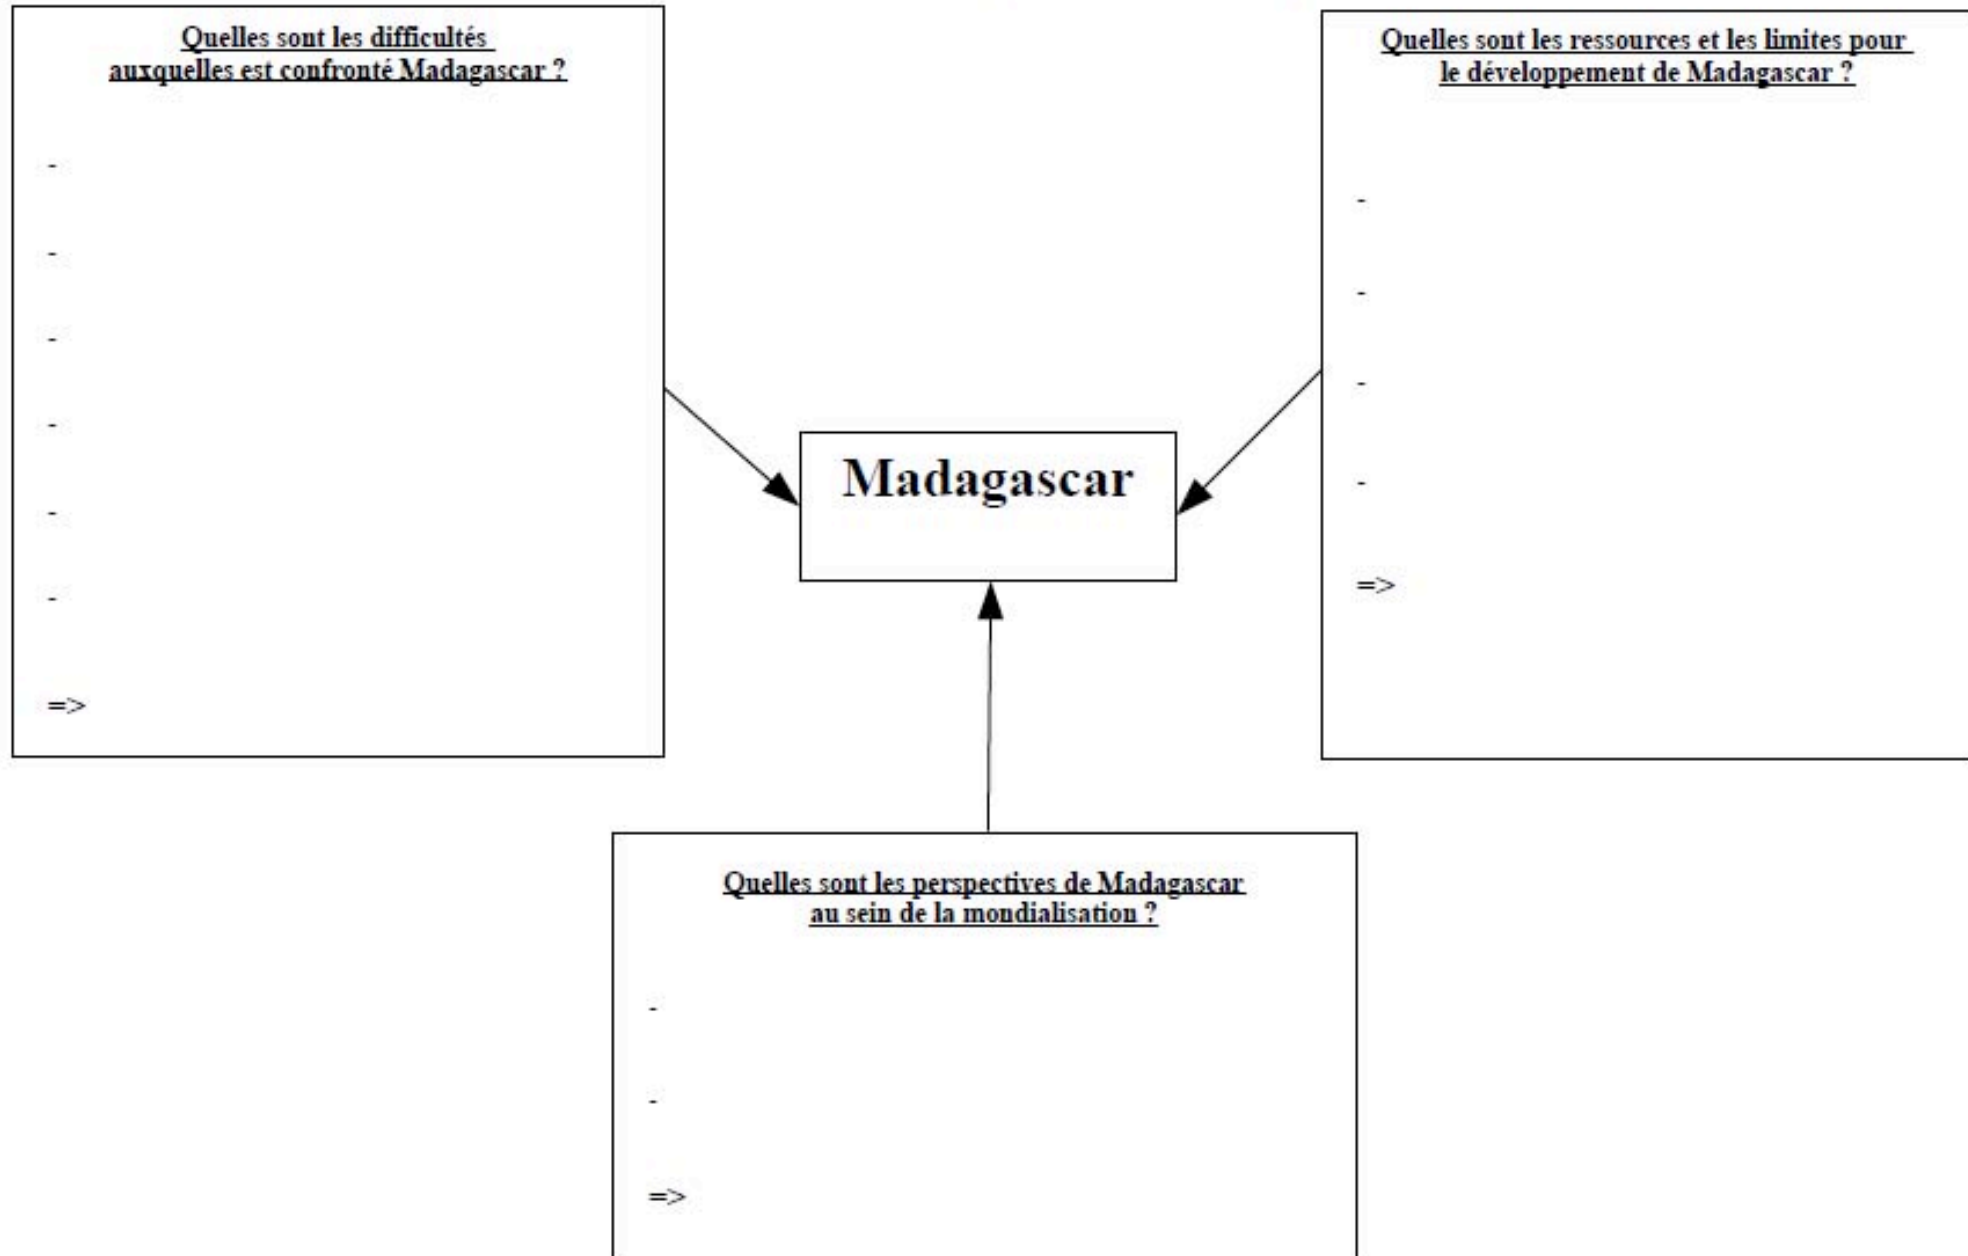 Quelles sont les difficultés
auxquelles est confronté Madagascar ?
-
-
-
-
-
-
=>
Quelles sont les ressources et les limites pour
le développement de Madagascar ?
-
-
-
-
=>
Madagascar
Quelles sont les perspectives de Madagascar
au sein de la mondialisation ?
-
-
=>